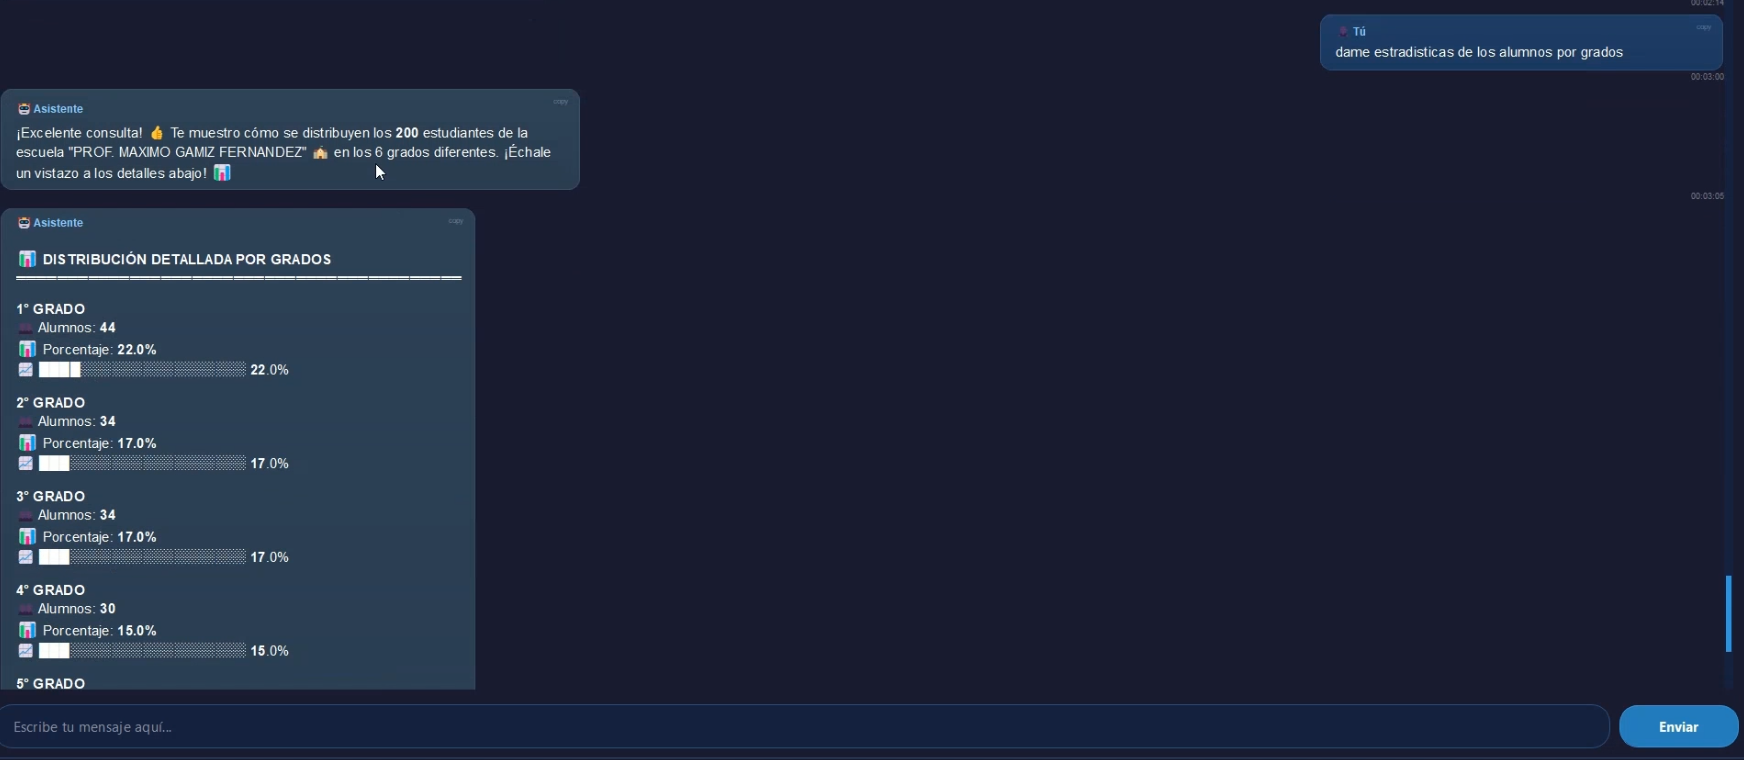 00:02:14
Tú
copy
dame estradisticas de los alumnos por grados
00:03:00
Asistente
copy
¡Excelente consulta! 👍 Te muestro cómo se distribuyen los 200 estudiantes de la
escuela "PROF. MAXIMO GAMIZ FERNANDEZ" 🏫 en los 6 grados diferentes. ¡Échale
un vistazo a los detalles abajo! 📊
00:03:05
Asistente
copy
📊 DISTRIBUCIÓN DETALLADA POR GRADOS
1° GRADO
Alumnos: 44
Porcentaje: 22.0%
22.0%
2° GRADO
Alumnos: 34
Porcentaje: 17.0%
17.0%
3° GRADO
Alumnos: 34
Porcentaje: 17.0%
17.0%
4° GRADO
Alumnos: 30
Porcentaje: 15.0%
15.0%
5° GRADO
Escribe tu mensaje aquí...
Enviar